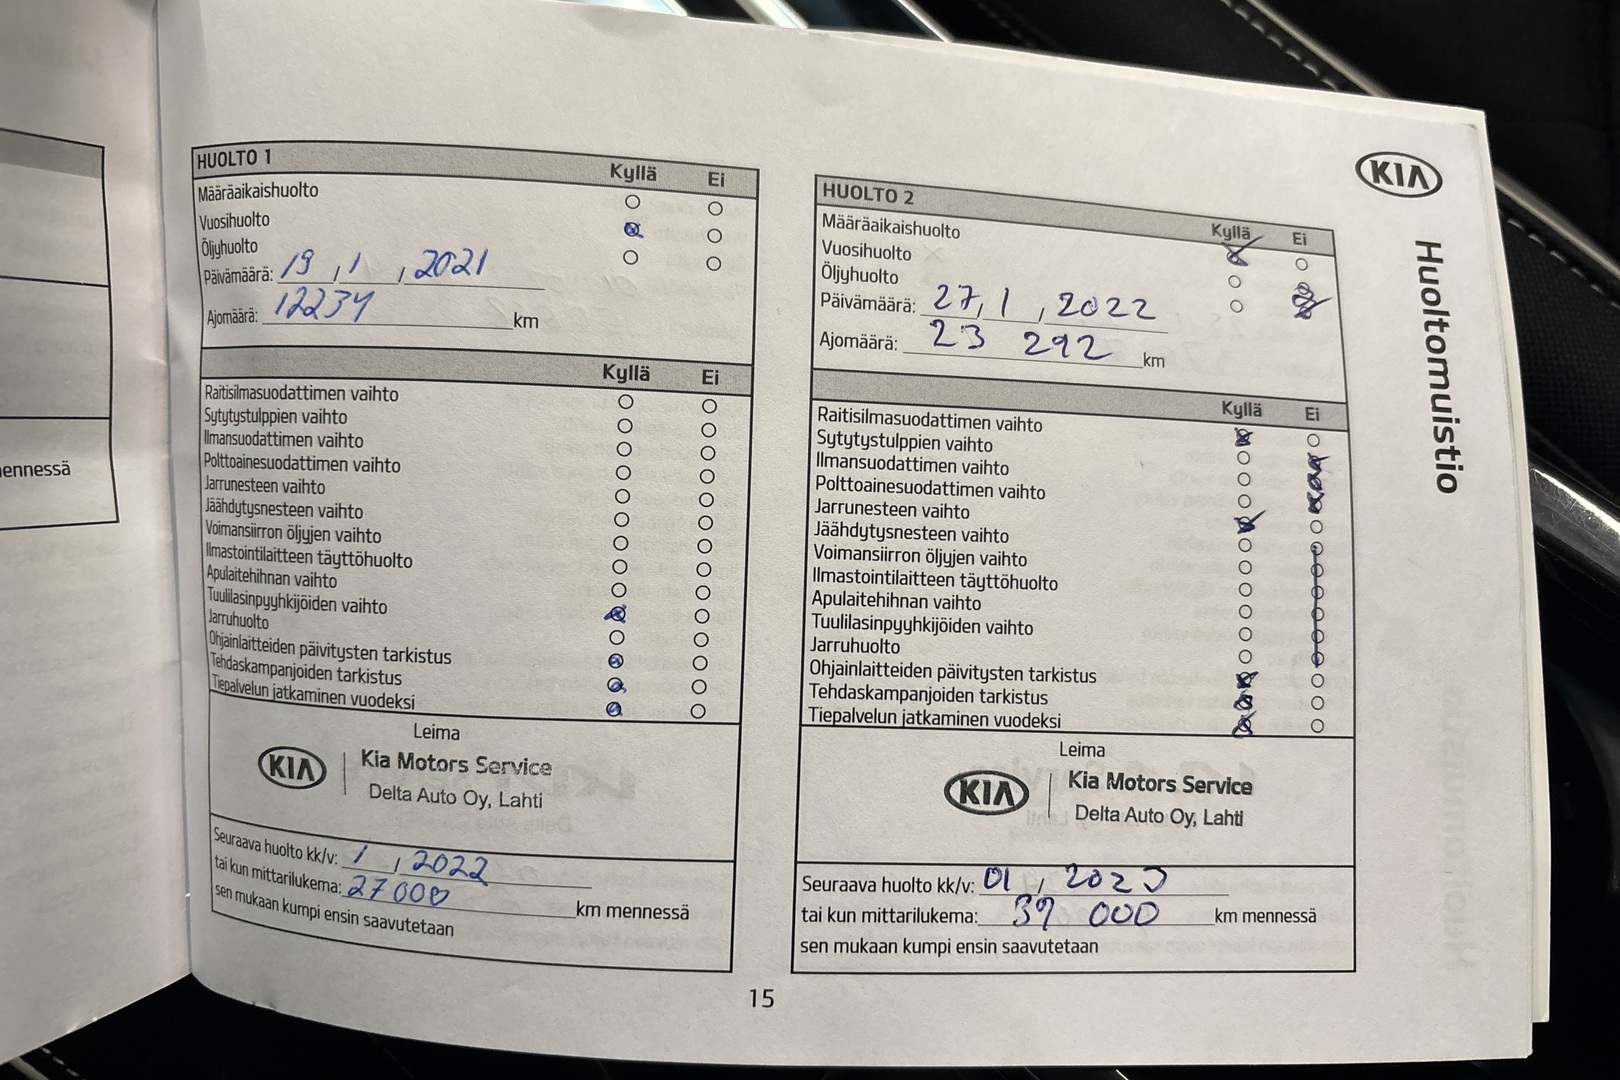 ennessä
HUOLTO 1
Kyllä Ei
Määräaikaishuolto
Vuosihuolto
Öljyhuolto
Päivämäärä: 19 , 1 , 2021
Ajomäärä: 12234 km
Kyllä Ei
Raitisilmasuodattimen vaihto
Sytytystulppien vaihto
Ilmansuodattimen vaihto
Polttoainesuodattimen vaihto
Jarrunesteen vaihto
Jäähdytysnesteen vaihto
Voimansiirron öljyjen vaihto
Ilmastointilaitteen täyttöhuolto
Apulaitehihnan vaihto
Tuulilasinpyyhkijöiden vaihto
Jarruhuolto
Ohjainlaitteiden päivitysten tarkistus
Tehdaskampanjoiden tarkistus
Tiepalvelun jatkaminen vuodeksi
Leima
KIA Kia Motors Service
Delta Auto Oy, Lahti
Seuraava huolto kk/v: 1 , 2022
tai kun mittarilukema: 27000 km mennessä
sen mukaan kumpi ensin saavutetaan
HUOLTO 2
Kyllä Ei
Määräaikaishuolto
Vuosihuolto
Öljyhuolto
Päivämäärä: 27, 1 , 2022
Ajomäärä: 23 292 km
Kyllä Ei
Raitisilmasuodattimen vaihto
Sytytystulppien vaihto
Ilmansuodattimen vaihto
Polttoainesuodattimen vaihto
Jarrunesteen vaihto
Jäähdytysnesteen vaihto
Voimansiirron öljyjen vaihto
Ilmastointilaitteen täyttöhuolto
Apulaitehihnan vaihto
Tuulilasinpyyhkijöiden vaihto
Jarruhuolto
Ohjainlaitteiden päivitysten tarkistus
Tehdaskampanjoiden tarkistus
Tiepalvelun jatkaminen vuodeksi
Leima
KIA Kia Motors Service
Delta Auto Oy, Lahti
Seuraava huolto kk/v: 01 , 2023
tai kun mittarilukema: 39 000 km mennessä
sen mukaan kumpi ensin saavutetaan
KIA
Huoltomuistio
15